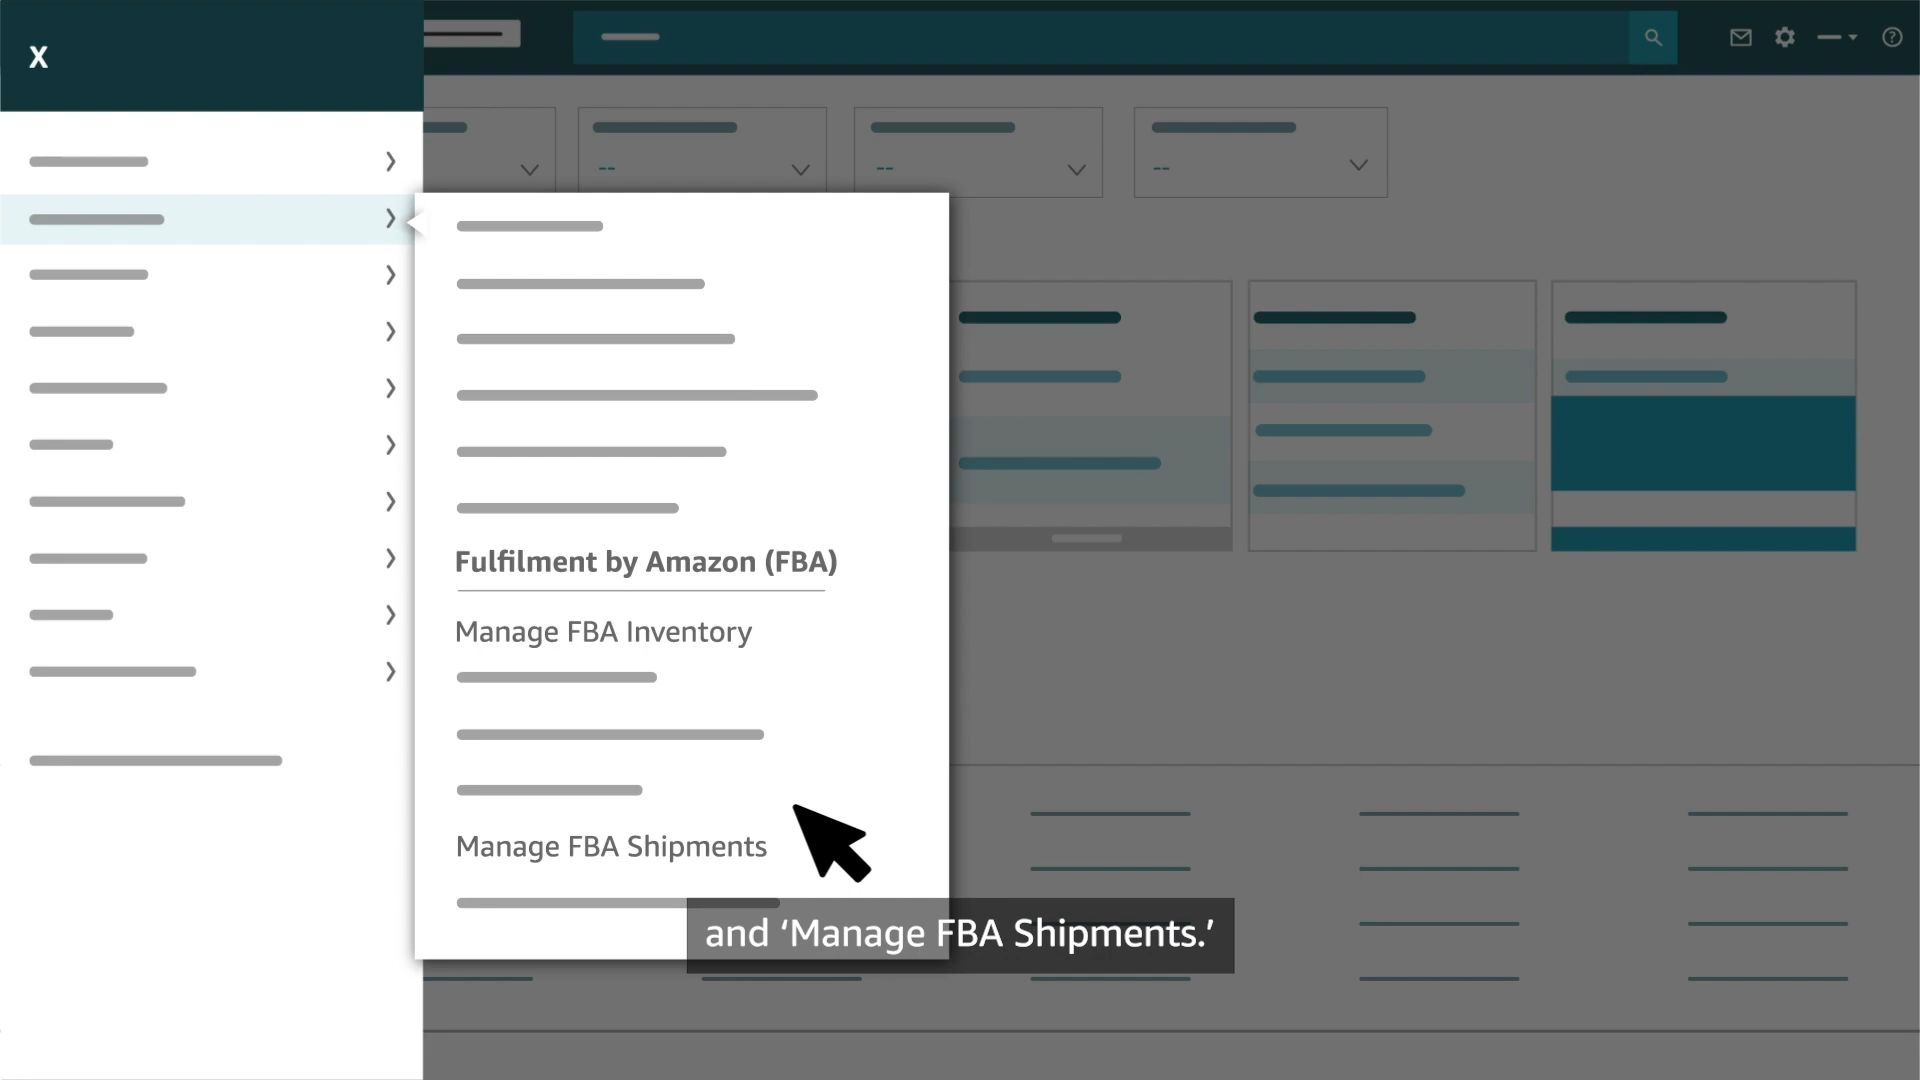 X
Fulfilment by Amazon (FBA)
Manage FBA Inventory
Manage FBA Shipments
and ‘Manage FBA Shipments.’